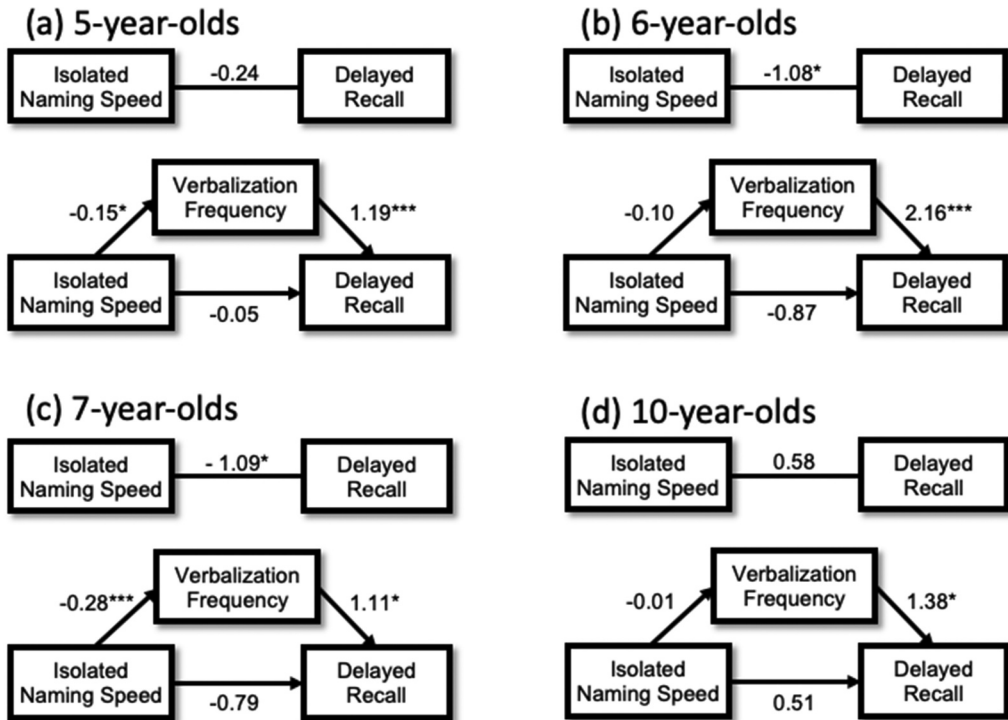 (a) 5-year-olds
Isolated
Naming Speed
-0.24
Delayed
Recall
Verbalization
Frequency
-0.15*
1.19***
Isolated
Naming Speed
-0.05
Delayed
Recall
(b) 6-year-olds
Isolated
Naming Speed
-1.08*
Delayed
Recall
Verbalization
Frequency
-0.10
2.16***
Isolated
Naming Speed
-0.87
Delayed
Recall
(c) 7-year-olds
Isolated
Naming Speed
- 1.09*
Delayed
Recall
Verbalization
Frequency
-0.28***
1.11*
Isolated
Naming Speed
-0.79
Delayed
Recall
(d) 10-year-olds
Isolated
Naming Speed
0.58
Delayed
Recall
Verbalization
Frequency
-0.01
1.38*
Isolated
Naming Speed
0.51
Delayed
Recall